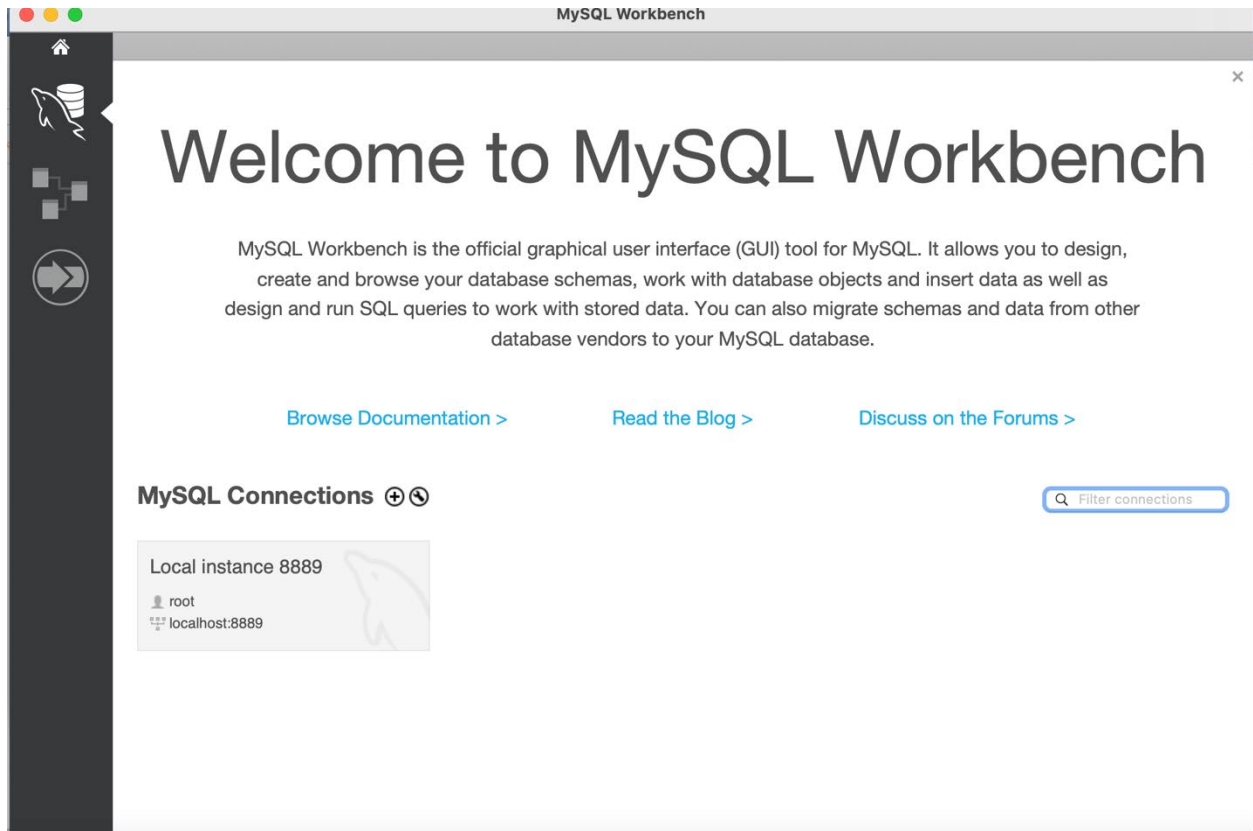 MySQL Workbench
Welcome to MySQL Workbench
MySQL Workbench is the official graphical user interface (GUI) tool for MySQL. It allows you to design,
create and browse your database schemas, work with database objects and insert data as well as
design and run SQL queries to work with stored data. You can also migrate schemas and data from other
database vendors to your MySQL database.
Browse Documentation > Read the Blog > Discuss on the Forums >
MySQL Connections
Filter connections
Local instance 8889
root
localhost:8889